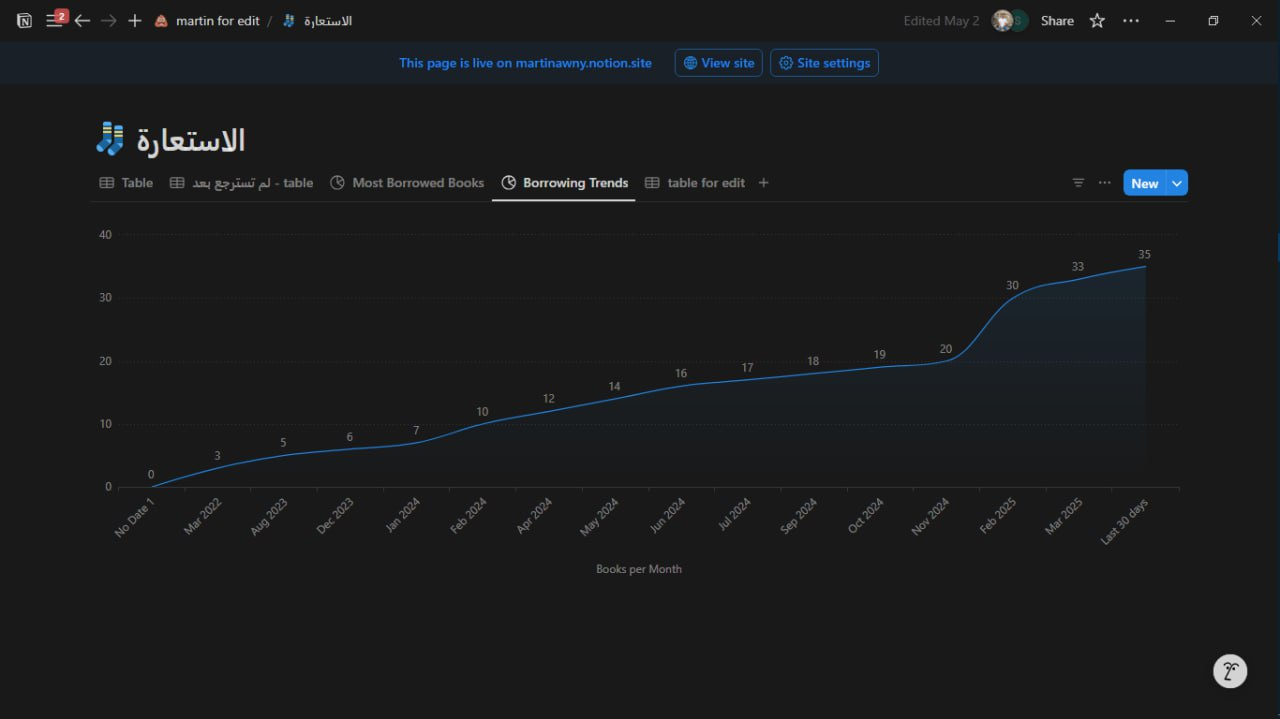 2
martin for edit / الاستعارة
Edited May 2
S
Share
This page is live on martinawny.notion.site
View site
Site settings
الاستعارة
Table
لم تسترجع بعد - table
Most Borrowed Books
Borrowing Trends
table for edit
New
40
30
20
10
0
0
3
5
6
7
10
12
14
16
17
18
19
20
30
33
35
No Date 1
Mar 2022
Aug 2023
Dec 2023
Jan 2024
Feb 2024
Apr 2024
May 2024
Jun 2024
Jul 2024
Sep 2024
Oct 2024
Nov 2024
Feb 2025
Mar 2025
Last 30 days
Books per Month